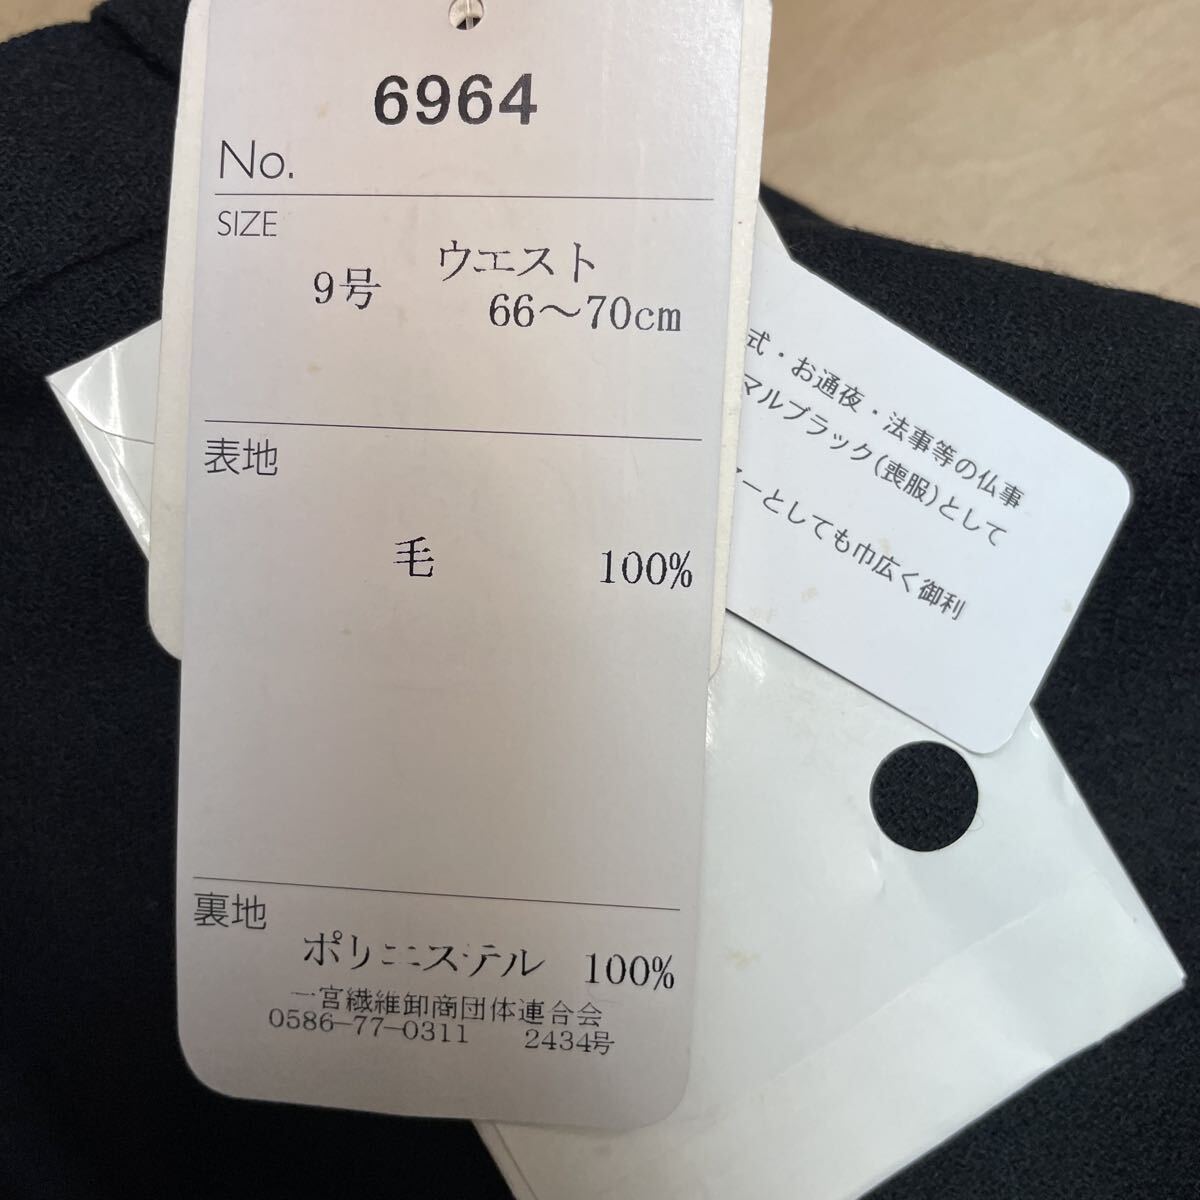 6964
No.
SIZE
9号 ウエスト
66〜70cm
表地
毛 100%
裏地
ポリエステル 100%
一宮繊維卸商団体連合会
0586-77-0311 2434号
式・お通夜・法事等の仏事
マルブラック(喪服)として
ーとしても巾広く御利